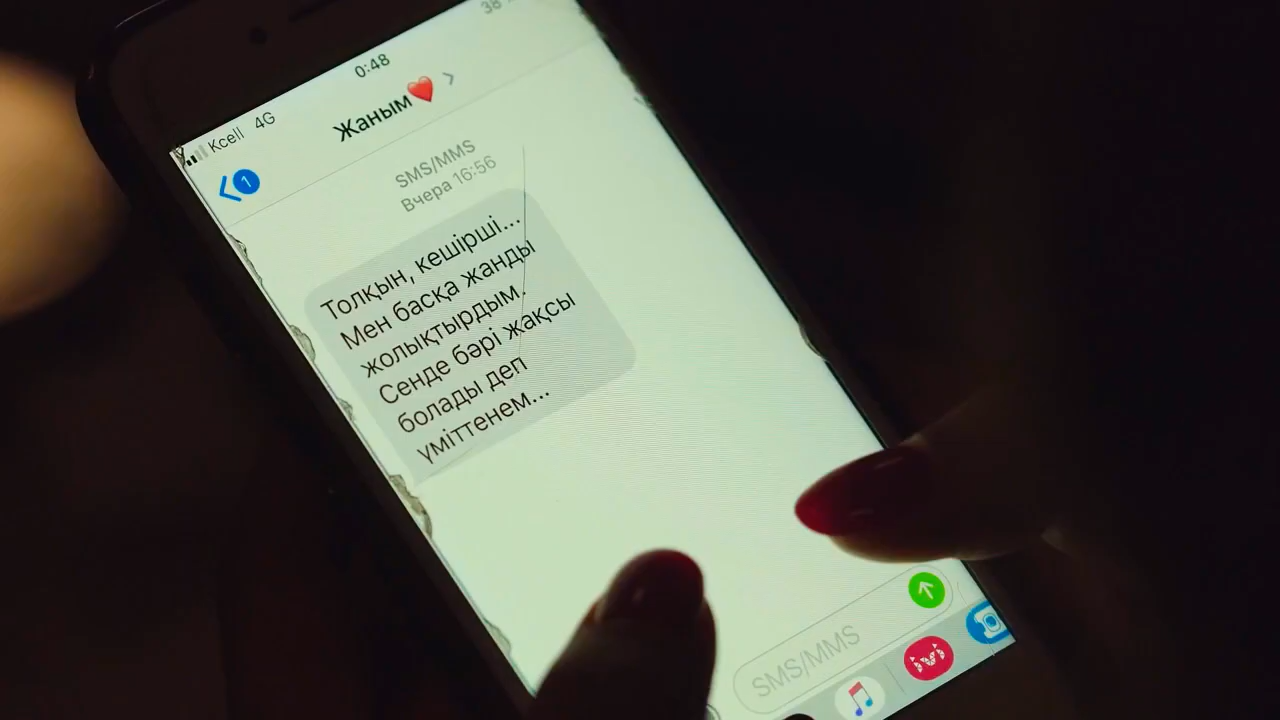 38
0:48
Kcell 4G
Жаным❤️
1
SMS/MMS
Вчера 16:56
Толқын, кешірші...
Мен басқа жанды
жолықтырдым.
Сенде бәрі жақсы
болады деп
үміттенем...
SMS/MMS